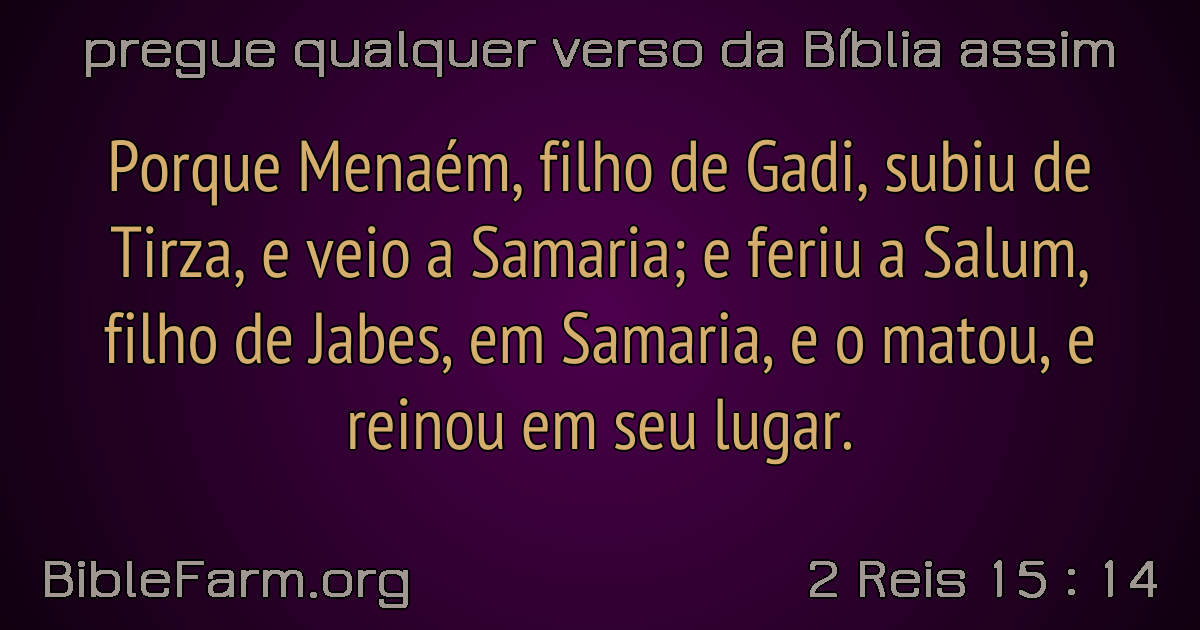 pregue qualquer verso da Bíblia assim
Porque Menaém, filho de Gadi, subiu de
Tirza, e veio a Samaria; e feriu a Salum,
filho de Jabes, em Samaria, e o matou, e
reinou em seu lugar.
BibleFarm.org
2 Reis 15 : 14